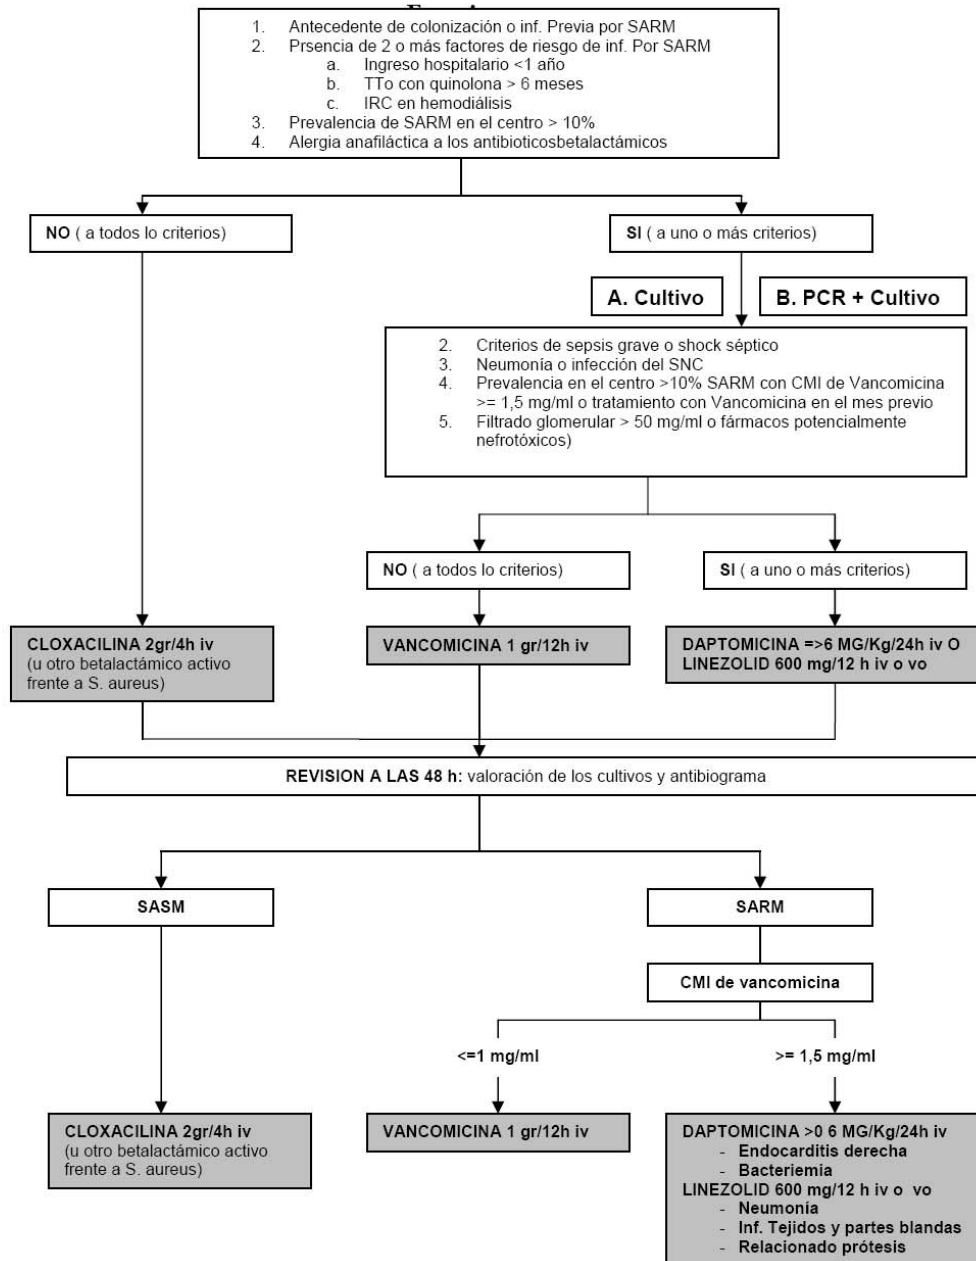 1. Antecedente de colonización o inf. Previa por SARM
2. Prsencia de 2 o más factores de riesgo de inf. Por SARM
a. Ingreso hospitalario <1 año
b. TTo con quinolona > 6 meses
c. IRC en hemodiálisis
3. Prevalencia de SARM en el centro > 10%
4. Alergia anafiláctica a los antibioticosbetalactámicos
NO ( a todos lo criterios)
SI ( a uno o más criterios)
A. Cultivo
B. PCR + Cultivo
2. Criterios de sepsis grave o shock séptico
3. Neumonía o infección del SNC
4. Prevalencia en el centro >10% SARM con CMI de Vancomicina
>= 1,5 mg/ml o tratamiento con Vancomicina en el mes previo
5. Filtrado glomerular > 50 mg/ml o fármacos potencialmente
nefrotóxicos)
NO ( a todos lo criterios)
SI ( a uno o más criterios)
CLOXACILINA 2gr/4h iv
(u otro betalactámico activo
frente a S. aureus)
VANCOMICINA 1 gr/12h iv
DAPTOMICINA =>6 MG/Kg/24h iv O
LINEZOLID 600 mg/12 h iv o vo
REVISION A LAS 48 h: valoración de los cultivos y antibiograma
SASM
SARM
CMI de vancomicina
<=1 mg/ml
>= 1,5 mg/ml
CLOXACILINA 2gr/4h iv
(u otro betalactámico activo
frente a S. aureus)
VANCOMICINA 1 gr/12h iv
DAPTOMICINA >0 6 MG/Kg/24h iv
- Endocarditis derecha
- Bacteriemia
LINEZOLID 600 mg/12 h iv o vo
- Neumonía
- Inf. Tejidos y partes blandas
- Relacionado prótesis